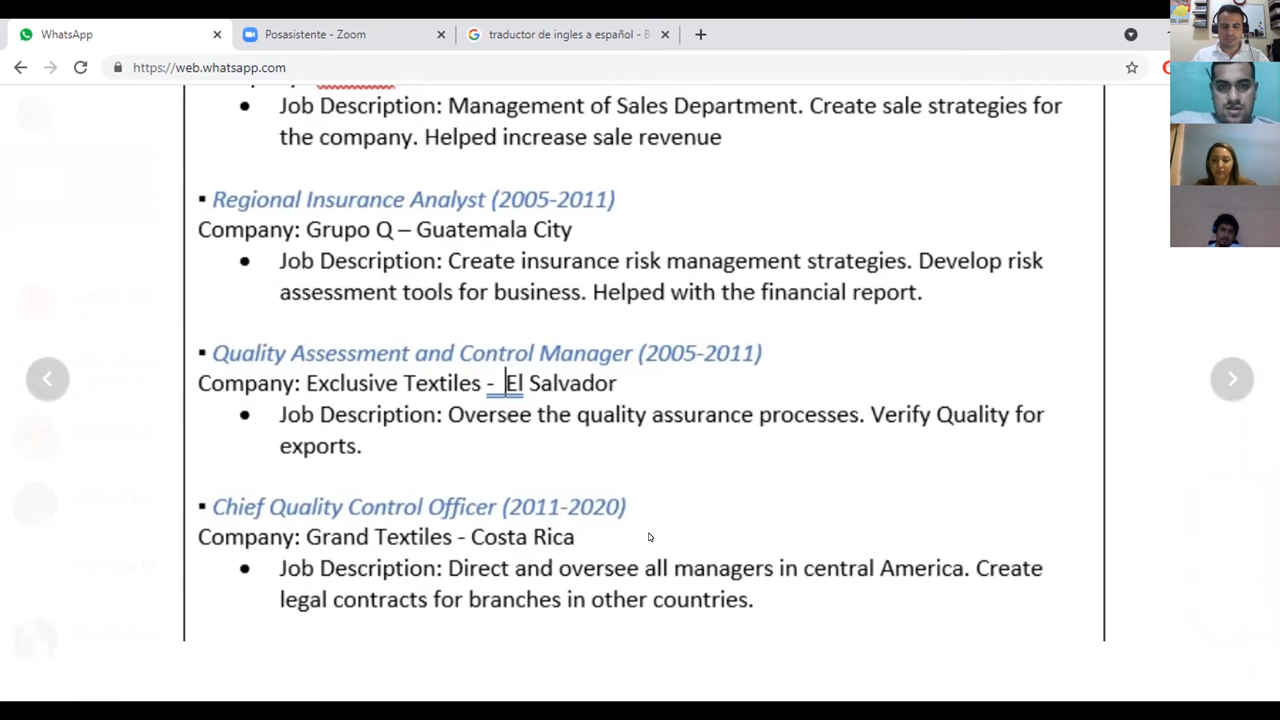 WhatsApp
Posasistente - Zoom
traductor de ingles a español - B
https://web.whatsapp.com
• Job Description: Management of Sales Department. Create sale strategies for
the company. Helped increase sale revenue
▪ Regional Insurance Analyst (2005-2011)
Company: Grupo Q – Guatemala City
• Job Description: Create insurance risk management strategies. Develop risk
assessment tools for business. Helped with the financial report.
▪ Quality Assessment and Control Manager (2005-2011)
Company: Exclusive Textiles - El Salvador
• Job Description: Oversee the quality assurance processes. Verify Quality for
exports.
▪ Chief Quality Control Officer (2011-2020)
Company: Grand Textiles - Costa Rica
• Job Description: Direct and oversee all managers in central America. Create
legal contracts for branches in other countries.